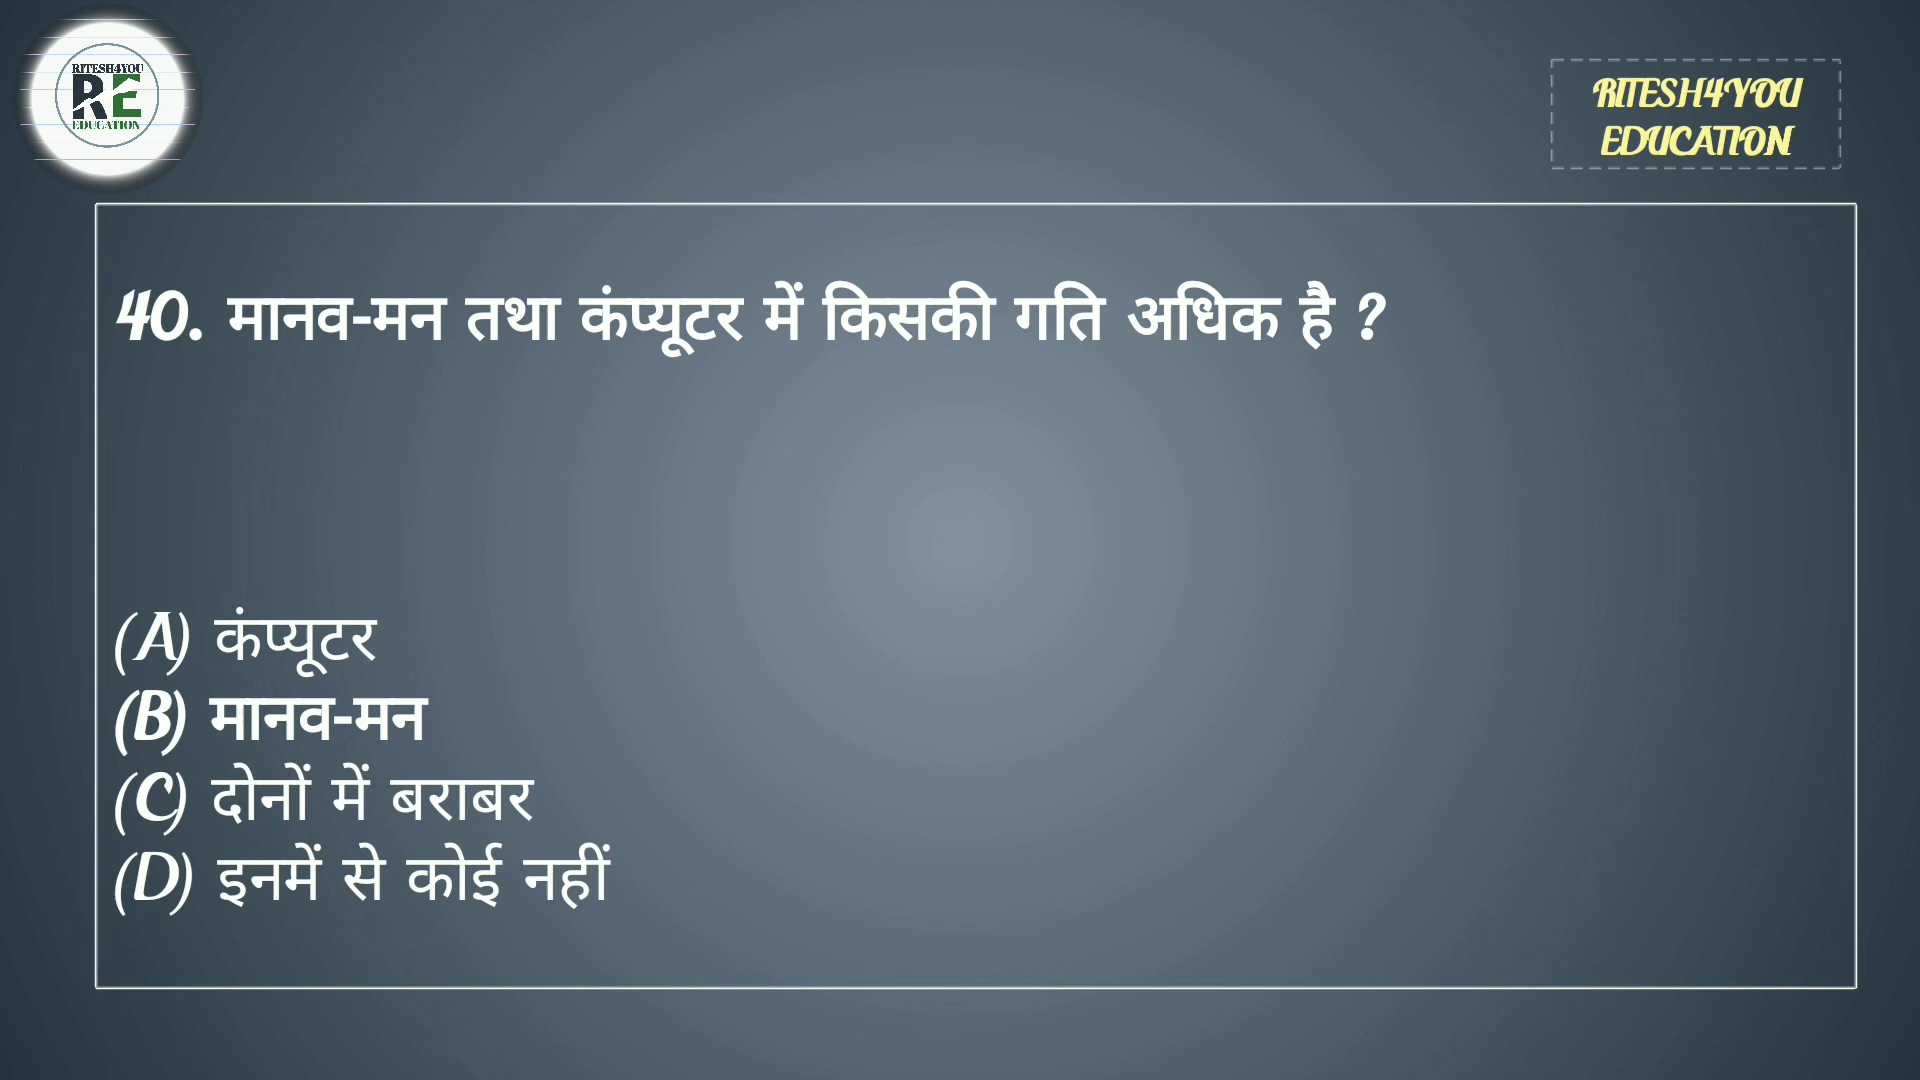 RITESH4YOU
RE
EDUCATION
RITESH4YOU
EDUCATION
40. मानव-मन तथा कंप्यूटर में किसकी गति अधिक है ?
(A) कंप्यूटर
(B) मानव-मन
(C) दोनों में बराबर
(D) इनमें से कोई नहीं